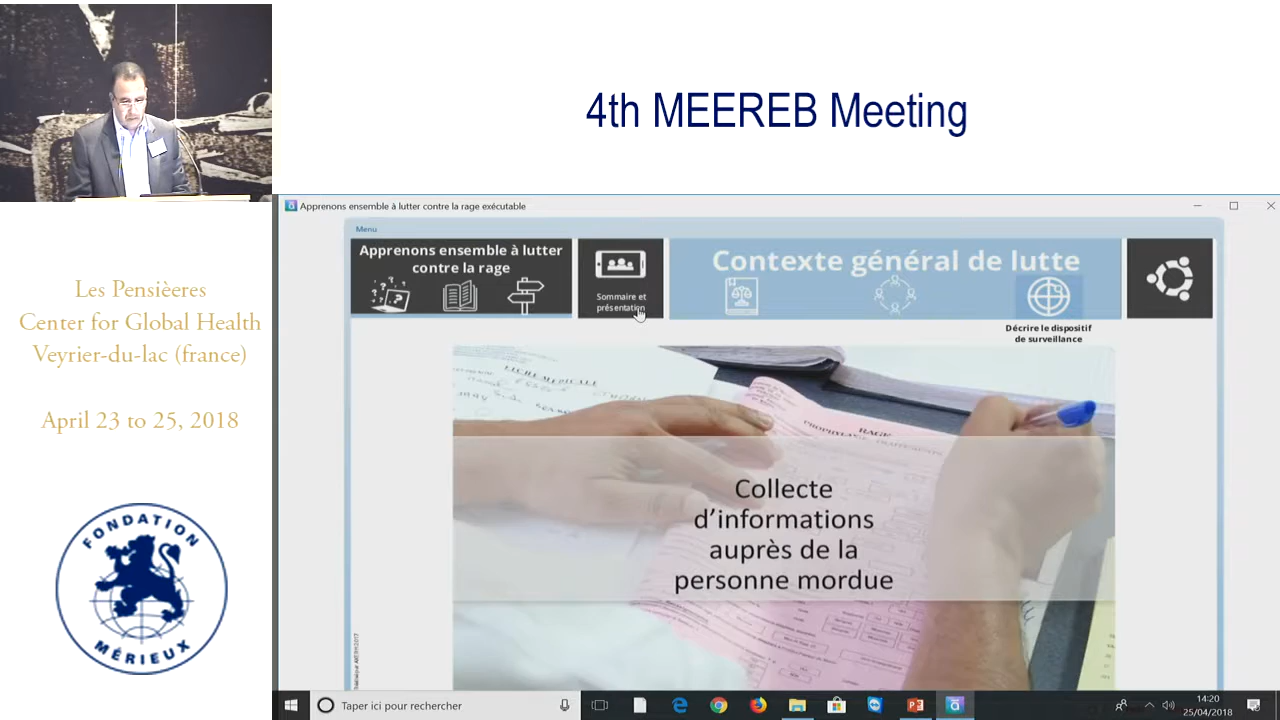 4th MEEREB Meeting
Les Pensièeres
Center for Global Health
Veyrier-du-lac (france)
April 23 to 25, 2018
FONDATION
MÉRIEUX
Apprenons ensemble à lutter contre la rage exécutable
Menu
Apprenons ensemble à lutter
contre la rage
Sommaire et
présentation
Contexte général de lutte
Décrire le dispositif
de surveillance
FICHE MEDICALE
RAGE
Collecte
d’informations
auprès de la
personne mordue
Taper ici pour rechercher
14:20
25/04/2018